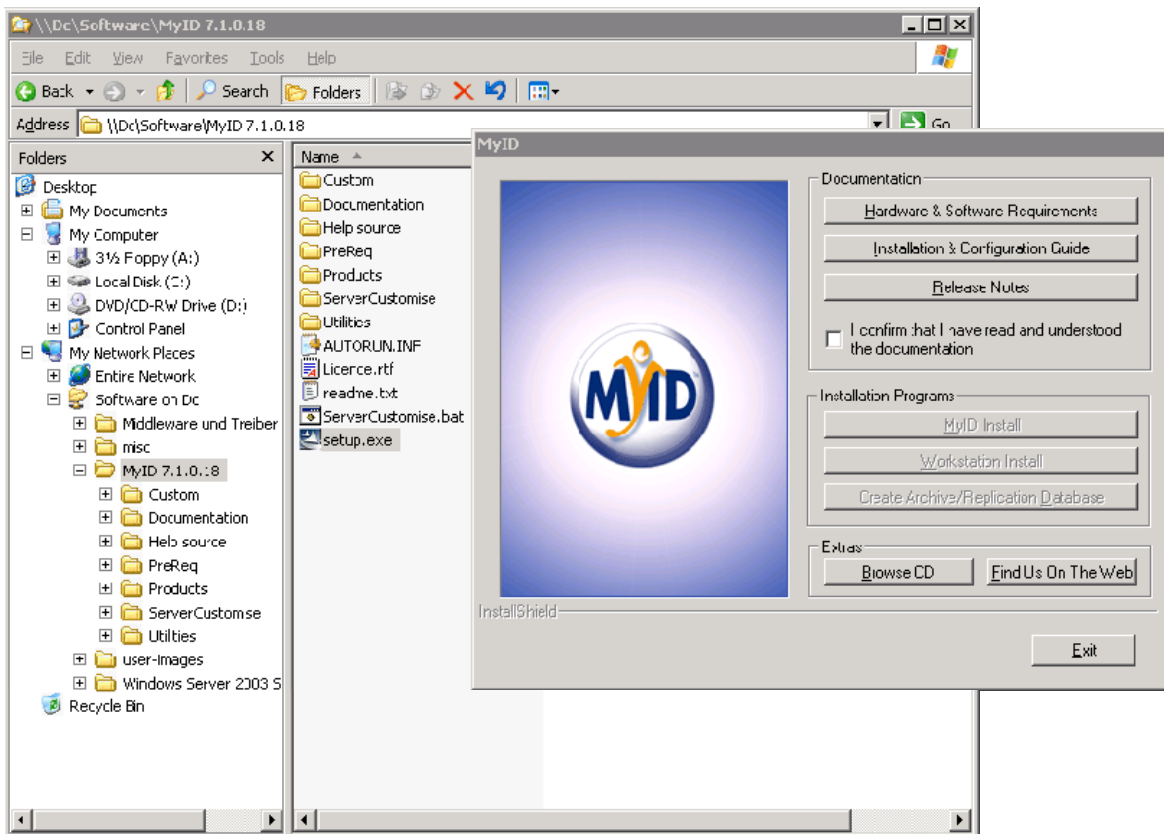 \\Dc\Software\MyID 7.1.0.18
File Edit View Favorites Tools Help
Back Search Folders
Address \\Dc\Software\MyID 7.1.0.18 Go
Folders X
Desktop
My Documents
My Computer
3½ Floppy (A:)
Local Disk (C:)
DVD/CD-RW Drive (D:)
Control Panel
My Network Places
Entire Network
Software on Dc
Middleware und Treiber
misc
MyID 7.1.0.18
Custom
Documentation
Help source
PreReq
Products
ServerCustomise
Utilities
user-Images
Windows Server 2003 S
Recycle Bin
Name
Custom
Documentation
Help source
PreReq
Products
ServerCustomise
Utilities
AUTORUN.INF
Licence.rtf
readme.txt
ServerCustomise.bat
setup.exe
MyID
MyID
Documentation
Hardware & Software Requirements
Installation & Configuration Guide
Release Notes
I confirm that I have read and understood
the documentation
Installation Programs
MyID Install
Workstation Install
Create Archive/Replication Database
Extras
Browse CD Find Us On The Web
InstallShield
Exit